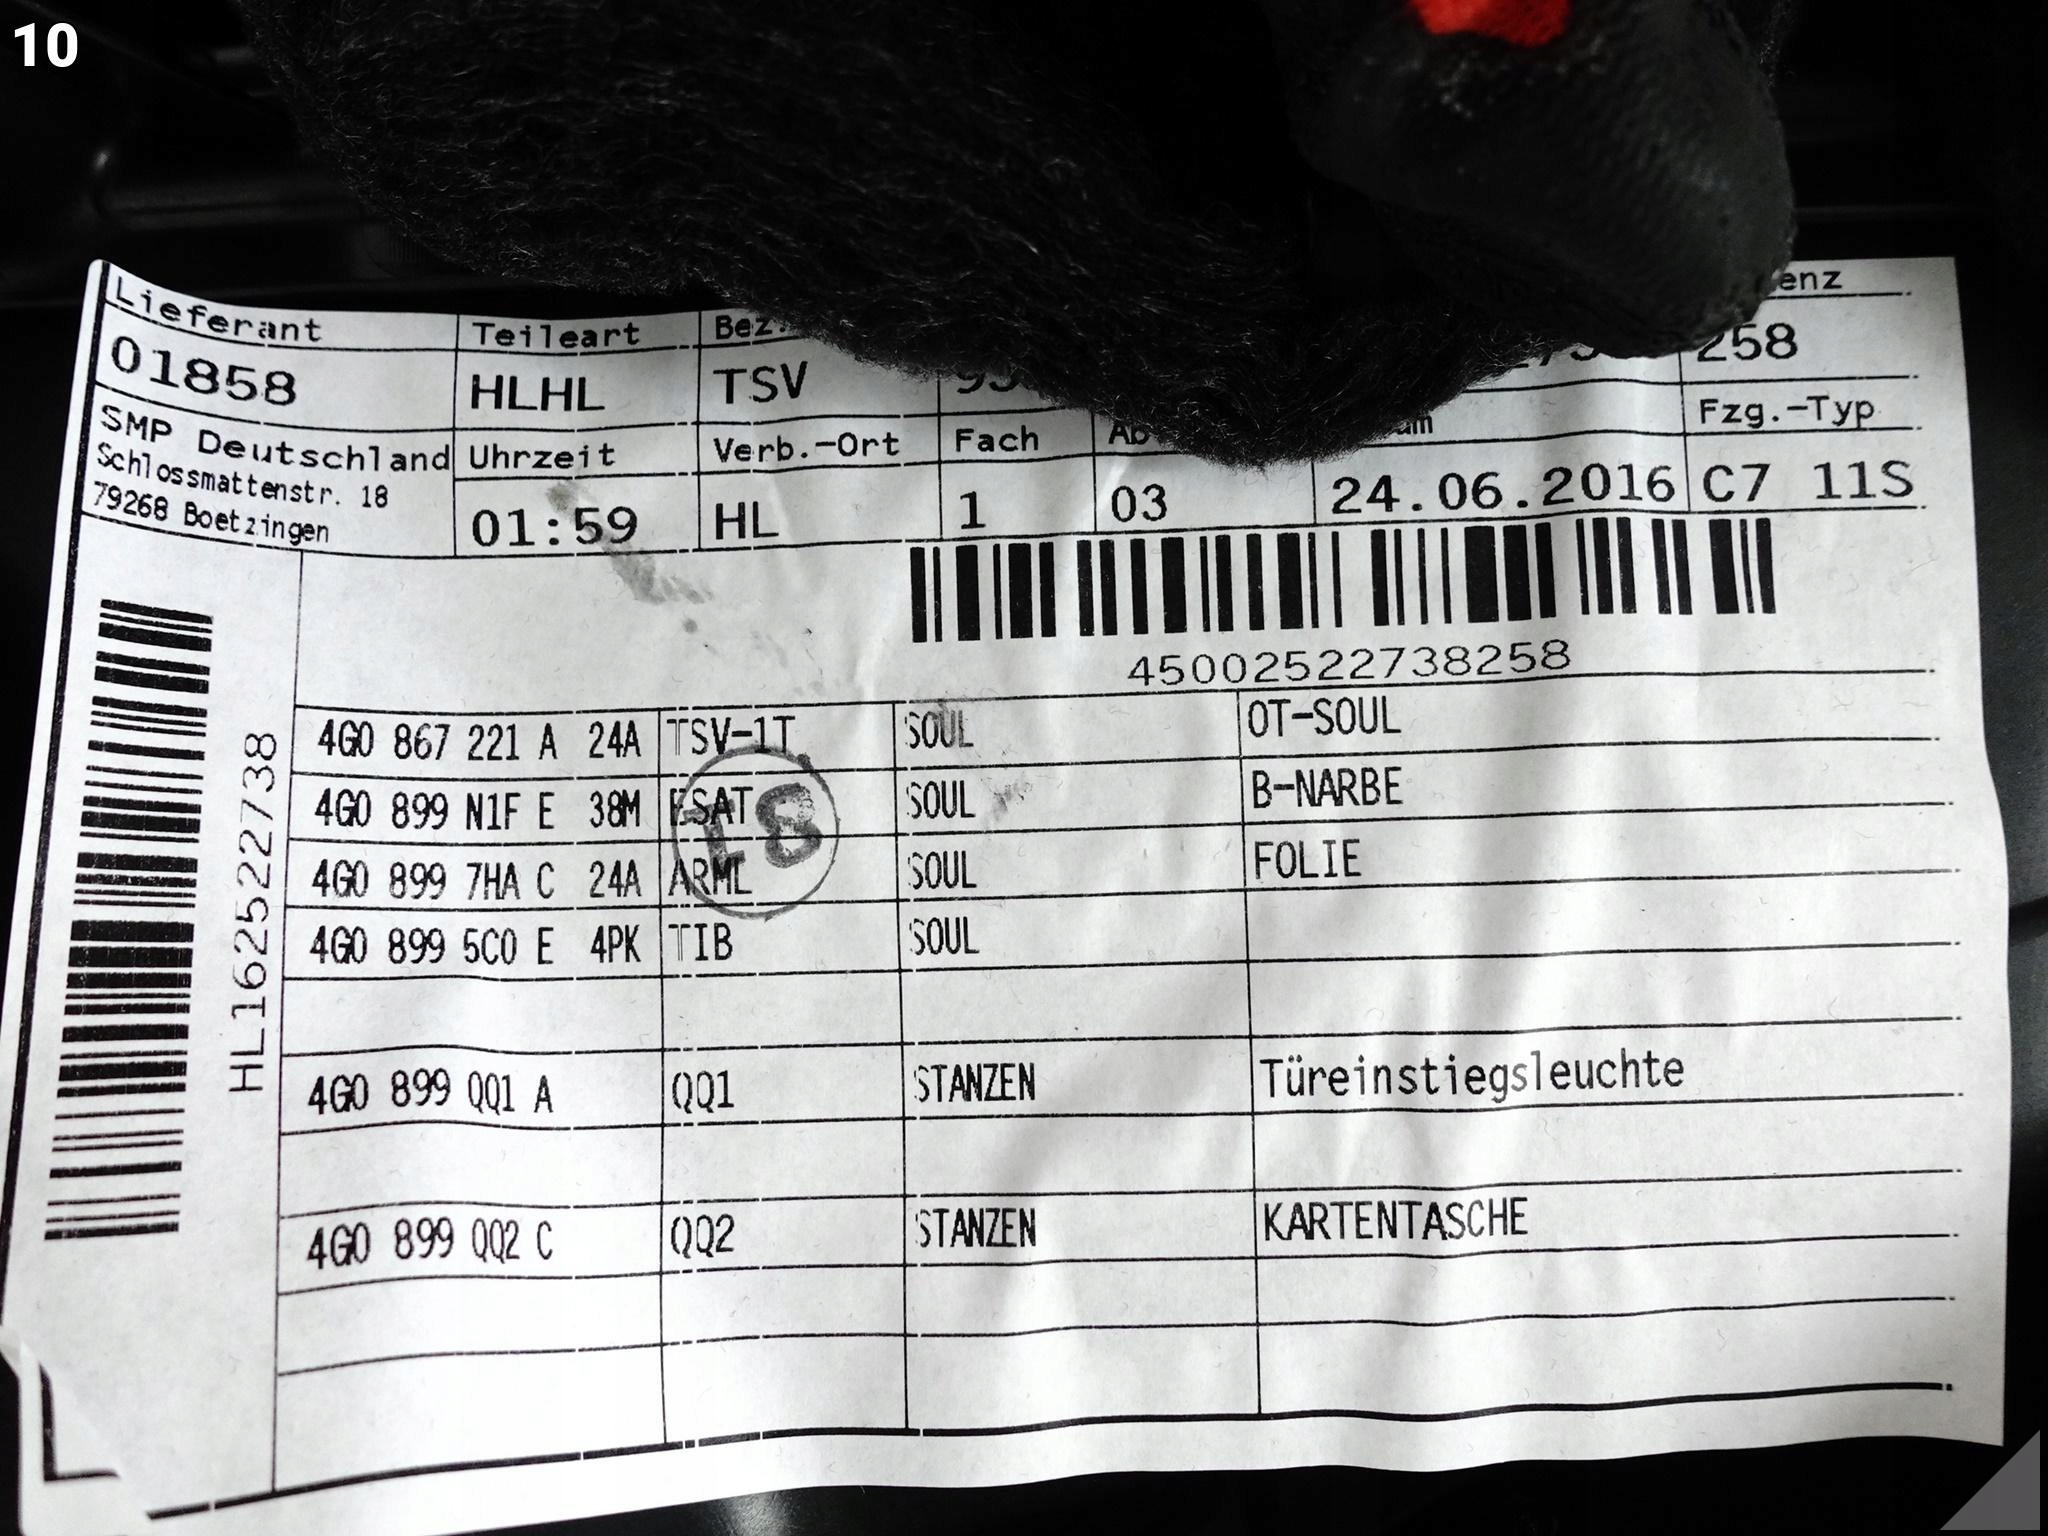 10
Lieferant Teileart
01858 HLHL TSV 258
SMP Deutschland Uhrzeit Verb.-Ort Fach Fzg.-Typ
Schlossmattenstr. 18
79268 Boetzingen 01:59 HL 1 03 24.06.2016 C7 11S
45002522738258
HL162522738
4G0 867 221 A 24A TSV-1T SOUL OT-SOUL
4G0 899 N1F E 38M ESAT SOUL B-NARBE
4G0 899 7HA C 24A ARML SOUL FOLIE
4G0 899 5C0 E 4PK TIB SOUL
4G0 899 QQ1 A QQ1 STANZEN Türeinstiegsleuchte
4G0 899 QQ2 C QQ2 STANZEN KARTENTASCHE